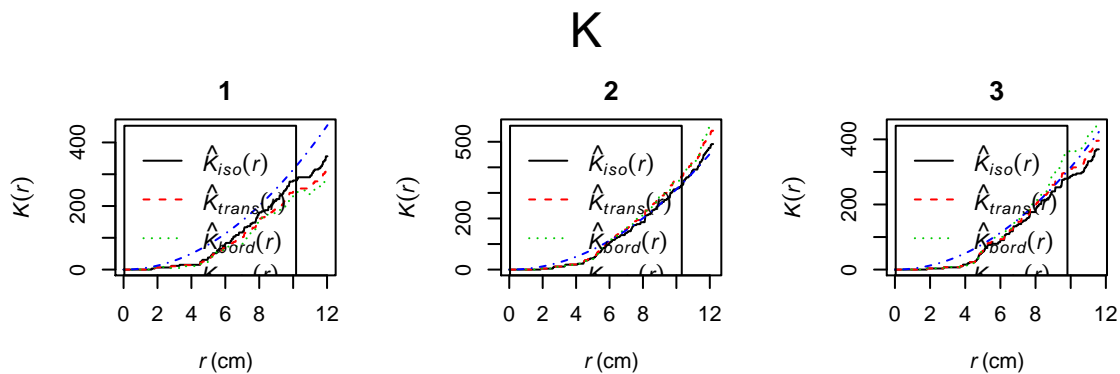 K
1
K(r)
0
200
400
K̂iso(r)
K̂trans(r)
K̂bord(r)
0 2 4 6 8 12
r (cm)
2
K(r)
0
200
500
K̂iso(r)
K̂trans(r)
K̂bord(r)
0 2 4 6 8 12
r (cm)
3
K(r)
0
200
400
K̂iso(r)
K̂trans(r)
K̂bord(r)
0 2 4 6 8 12
r (cm)